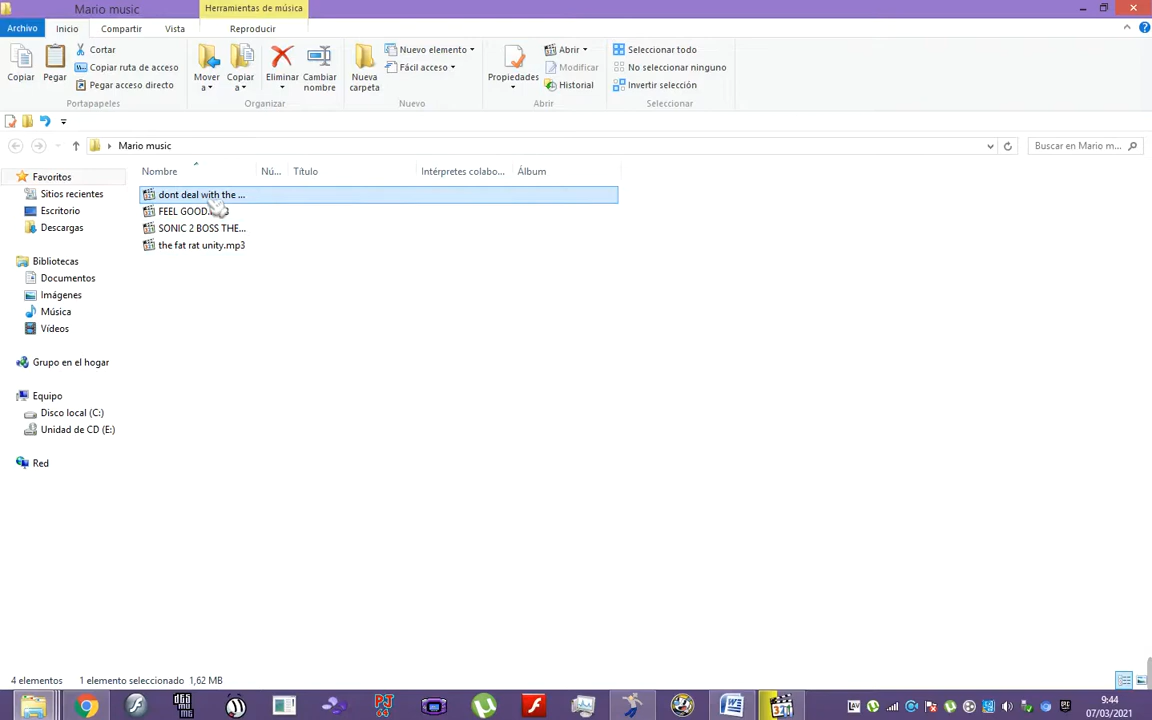 Mario music
Herramientas de música
Archivo
Inicio
Compartir
Vista
Reproducir
Copiar
Pegar
Cortar
Copiar ruta de acceso
Pegar acceso directo
Portapapeles
Mover a
Copiar a
Eliminar
Cambiar nombre
Organizar
Nueva carpeta
Nuevo elemento
Fácil acceso
Nuevo
Propiedades
Abrir
Modificar
Historial
Abrir
Seleccionar todo
No seleccionar ninguno
Invertir selección
Seleccionar
Mario music
Buscar en Mario m...
Nombre
Nú...
Título
Intérpretes colabo...
Álbum
dont deal with the ...
FEEL GOOD
SONIC 2 BOSS THE...
the fat rat unity.mp3
Favoritos
Sitios recientes
Escritorio
Descargas
Bibliotecas
Documentos
Imágenes
Música
Vídeos
Grupo en el hogar
Equipo
Disco local (C:)
Unidad de CD (E:)
Red
4 elementos
1 elemento seleccionado 1,62 MB
9:44
07/03/2021